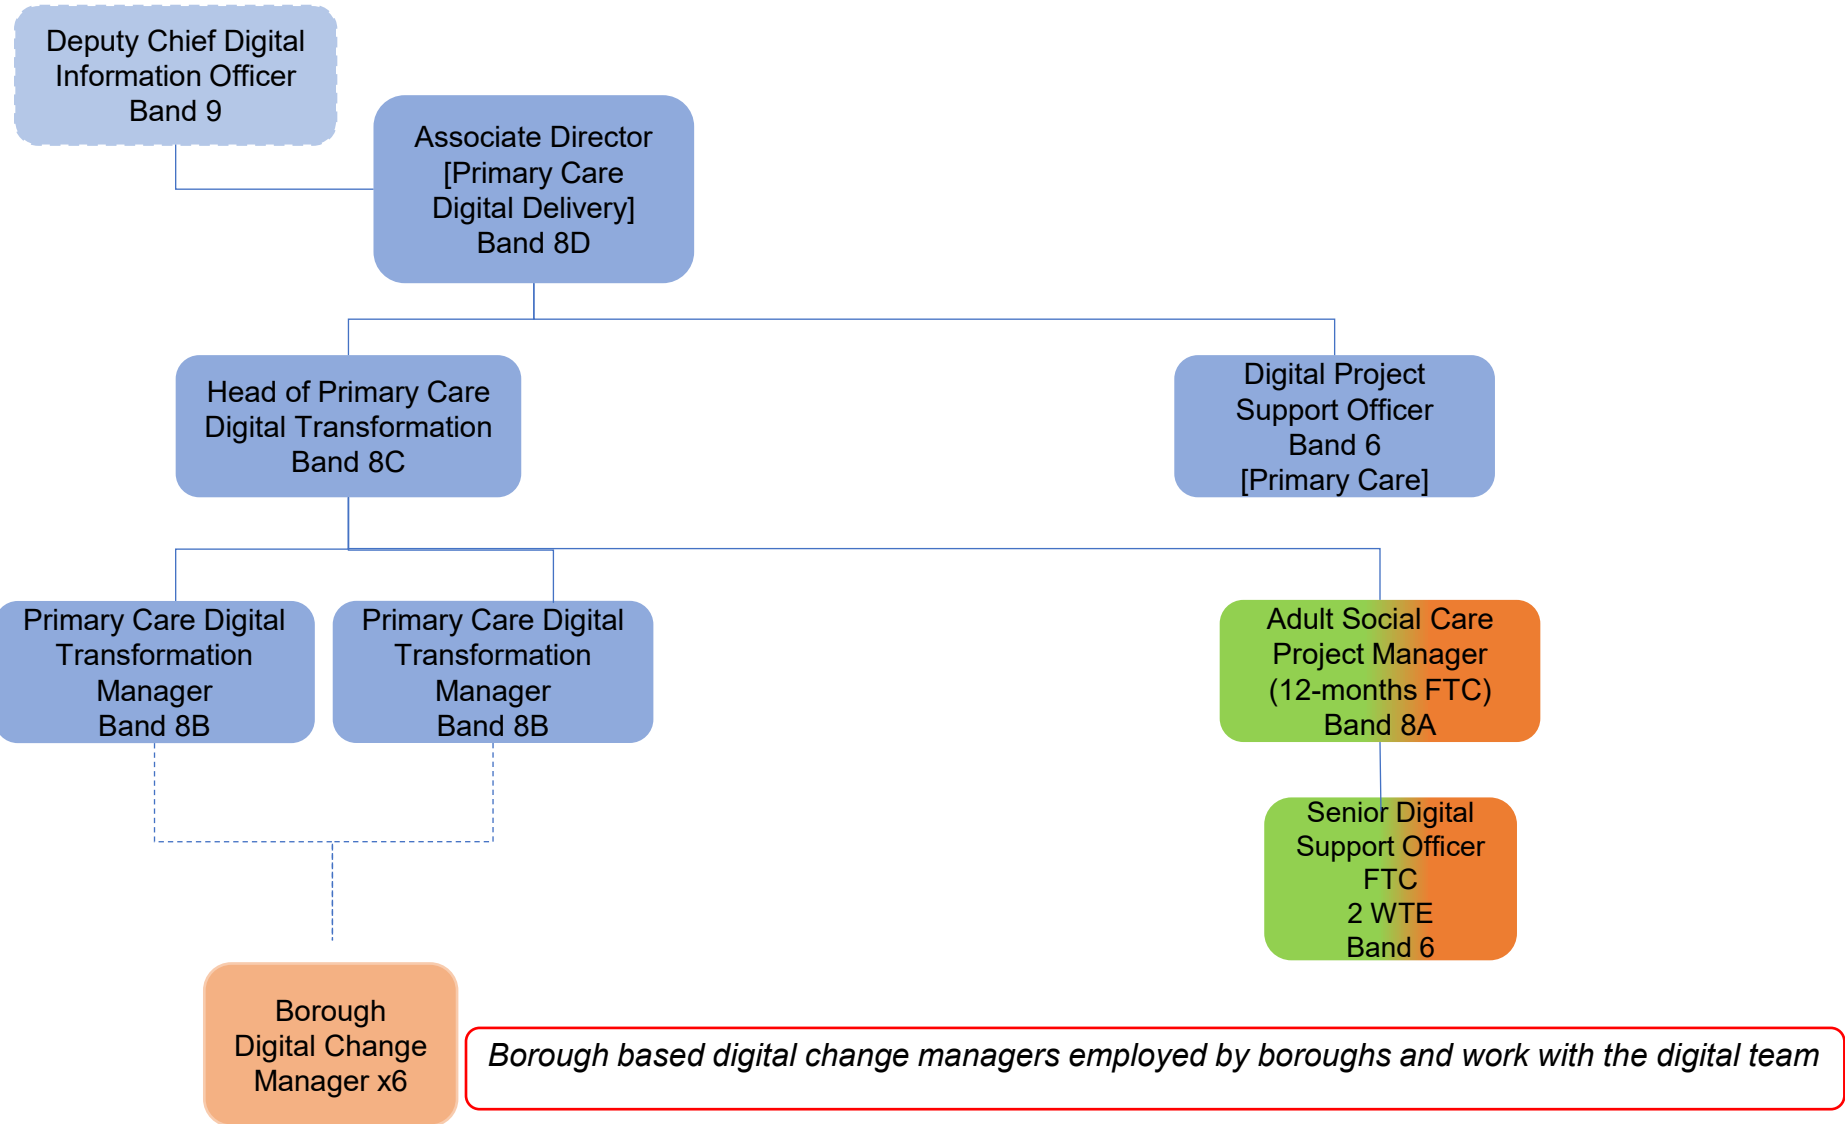 Deputy Chief Digital
Information Officer
Band 9
Associate Director
[Primary Care
Digital Delivery]
Band 8D
Head of Primary Care
Digital Transformation
Band 8C
Digital Project
Support Officer
Band 6
[Primary Care]
Primary Care Digital
Transformation
Manager
Band 8B
Primary Care Digital
Transformation
Manager
Band 8B
Adult Social Care
Project Manager
(12-months FTC)
Band 8A
Senior Digital
Support Officer
FTC
2 WTE
Band 6
Borough
Digital Change
Manager x6
Borough based digital change managers employed by boroughs and work with the digital team